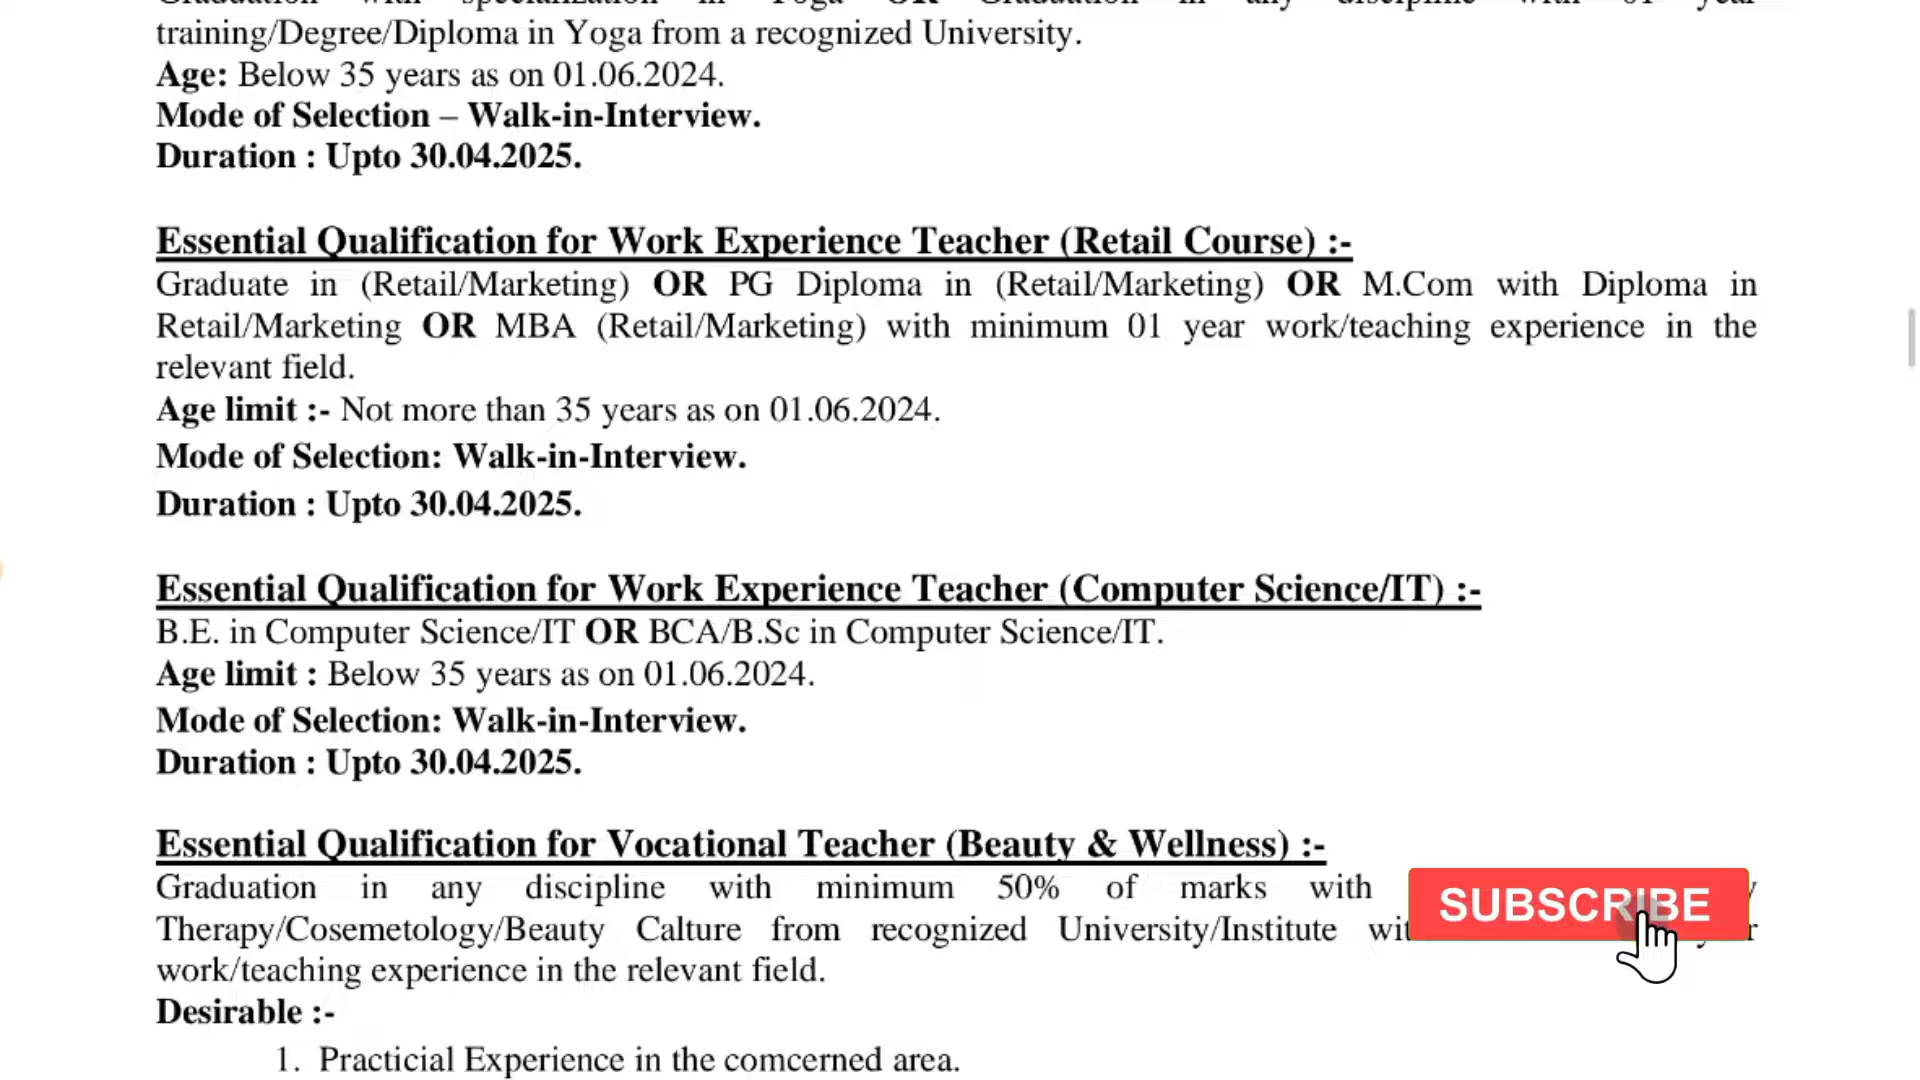 training/Degree/Diploma in Yoga from a recognized University.
Age: Below 35 years as on 01.06.2024.
Mode of Selection – Walk-in-Interview.
Duration : Upto 30.04.2025.
Essential Qualification for Work Experience Teacher (Retail Course) :-
Graduate in (Retail/Marketing) OR PG Diploma in (Retail/Marketing) OR M.Com with Diploma in
Retail/Marketing OR MBA (Retail/Marketing) with minimum 01 year work/teaching experience in the
relevant field.
Age limit :- Not more than 35 years as on 01.06.2024.
Mode of Selection: Walk-in-Interview.
Duration : Upto 30.04.2025.
Essential Qualification for Work Experience Teacher (Computer Science/IT) :-
B.E. in Computer Science/IT OR BCA/B.Sc in Computer Science/IT.
Age limit : Below 35 years as on 01.06.2024.
Mode of Selection: Walk-in-Interview.
Duration : Upto 30.04.2025.
Essential Qualification for Vocational Teacher (Beauty & Wellness) :-
Graduation in any discipline with minimum 50% of marks with
SUBSCRIBE
Therapy/Cosemetology/Beauty Calture from recognized University/Institute
work/teaching experience in the relevant field.
Desirable :-
1. Practicial Experience in the comcerned area.